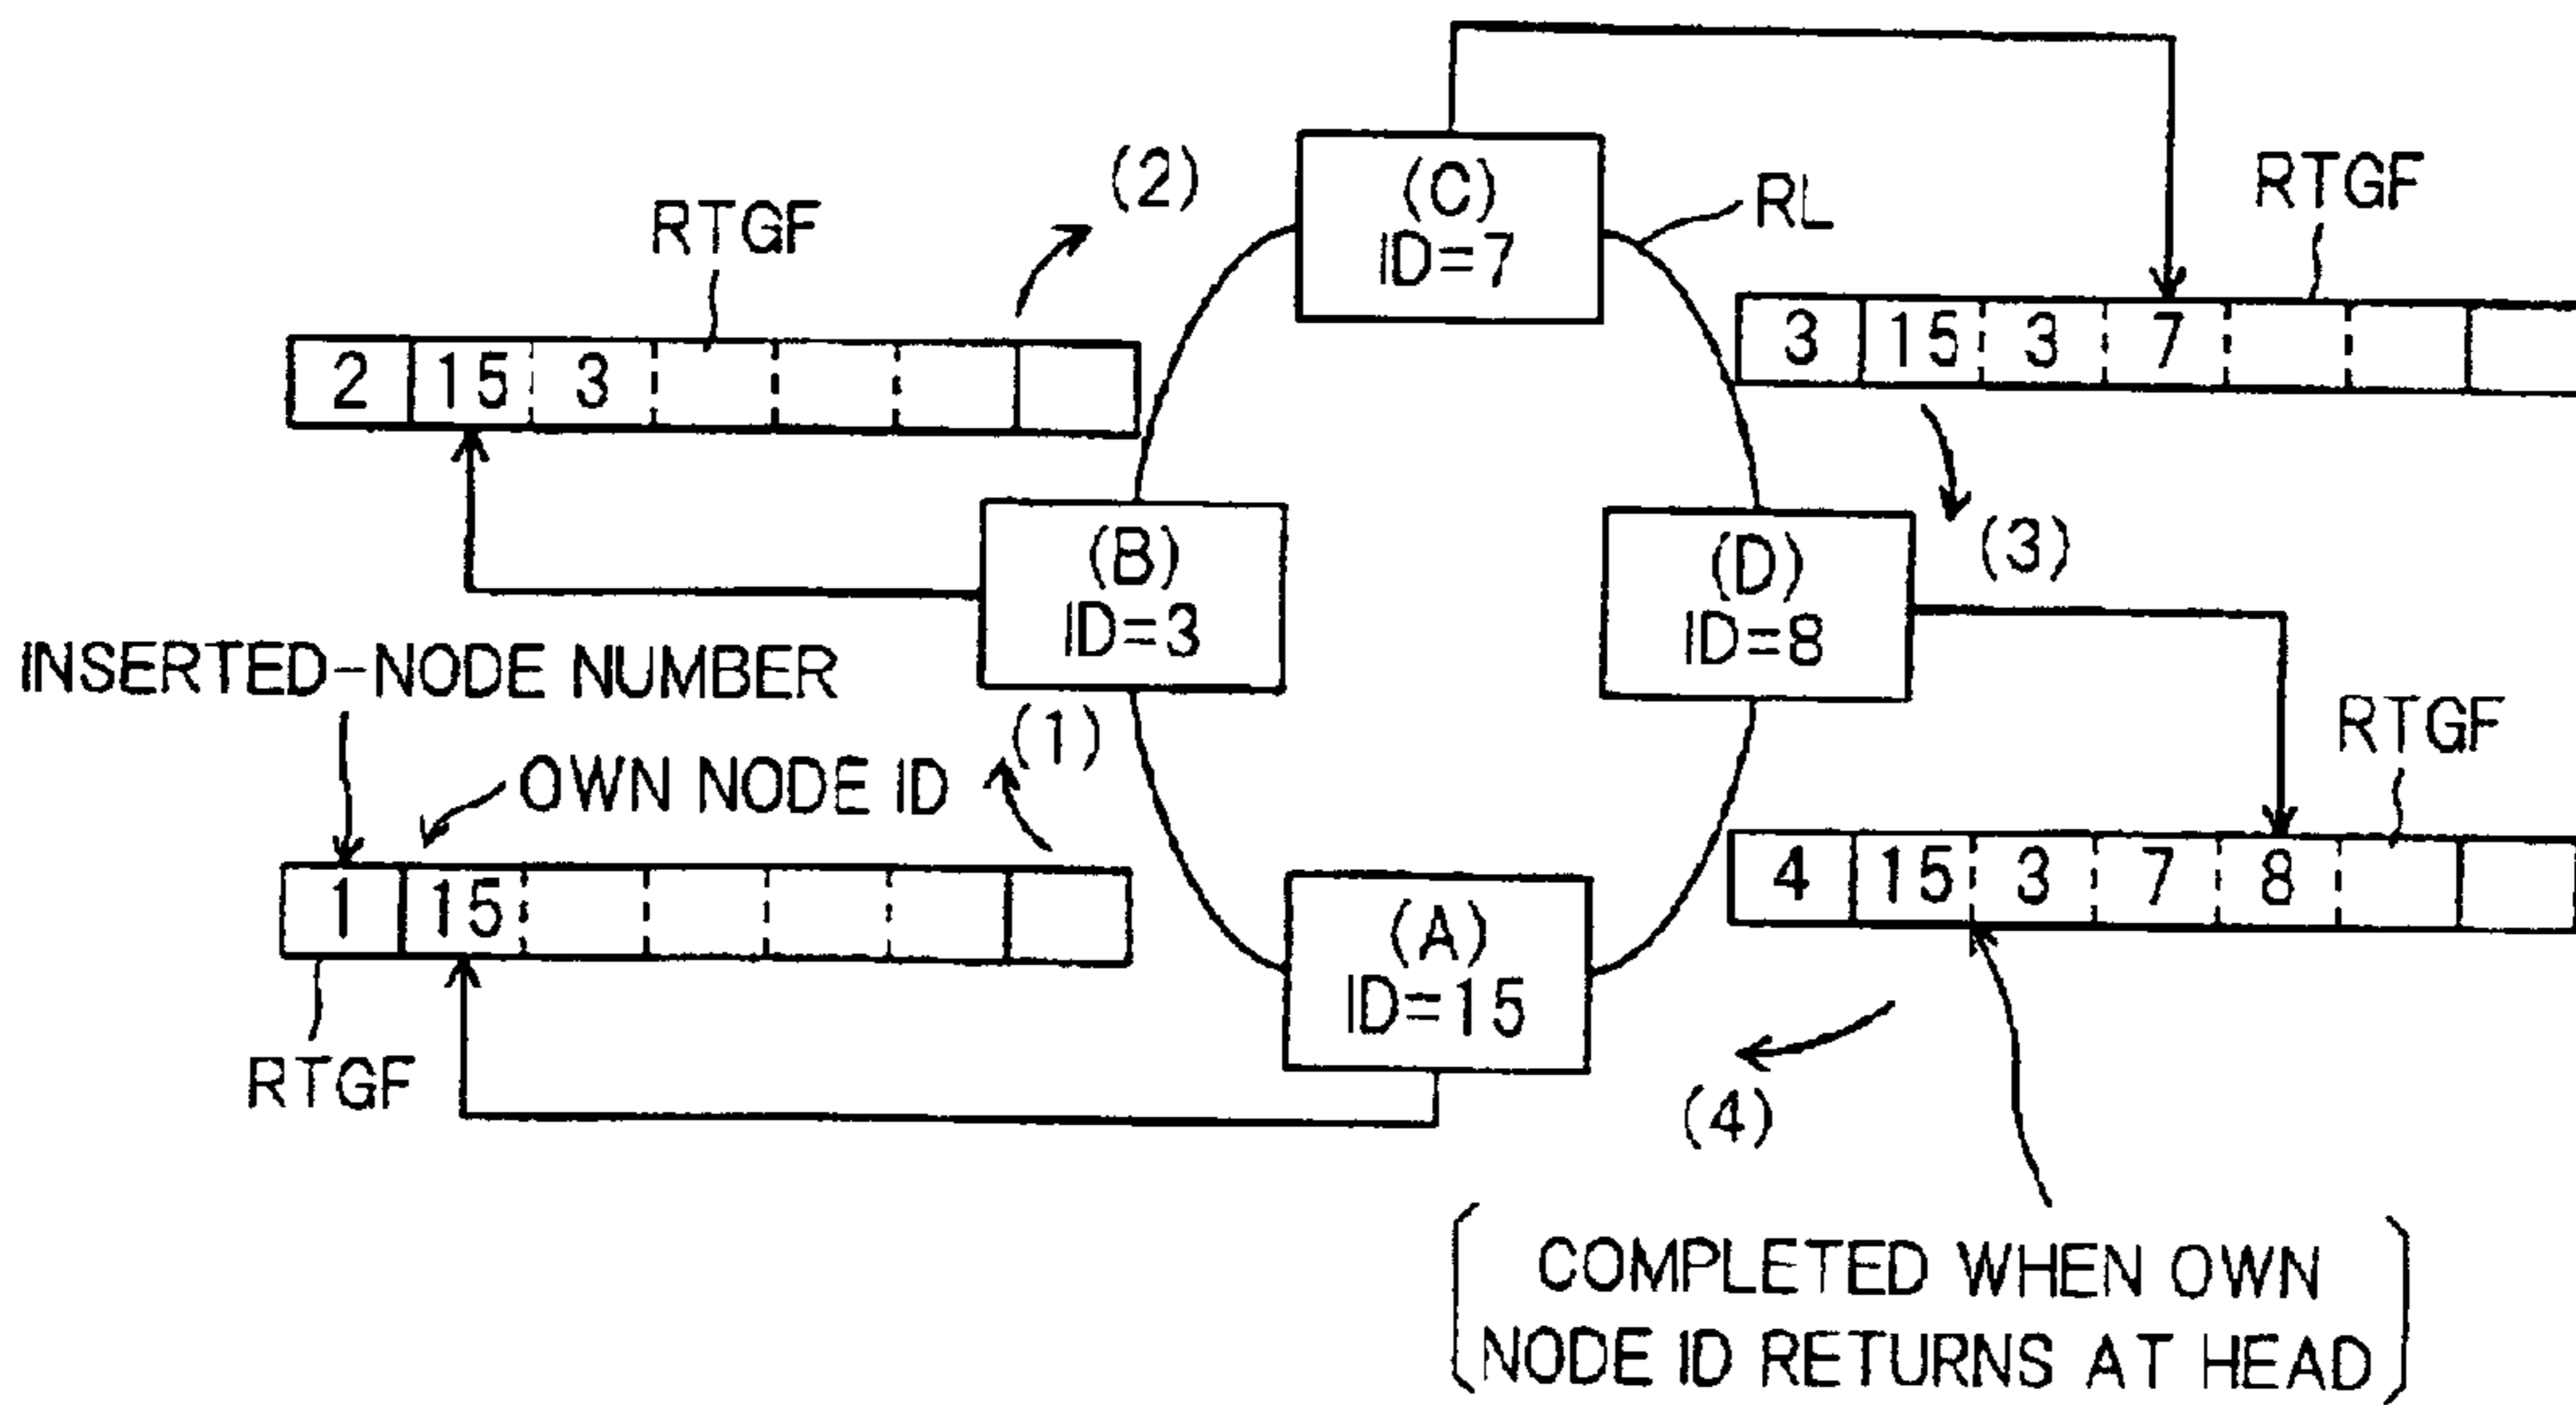 (C)
ID=7
(2)
RTGF
RL
RTGF
2 15 3
3 15 3 7
(B)
ID=3
(D)
ID=8
(3)
INSERTED-NODE NUMBER
(1)
OWN NODE ID
RTGF
1 15
4 15 3 7 8
(A)
ID=15
RTGF
(4)
COMPLETED WHEN OWN
NODE ID RETURNS AT HEAD